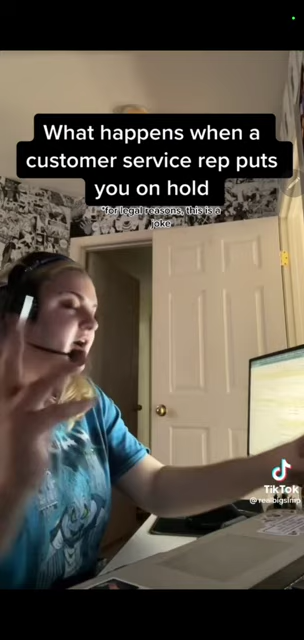 What happens when a
customer service rep puts
you on hold
*for legal reasons, this is a
joke
TikTok